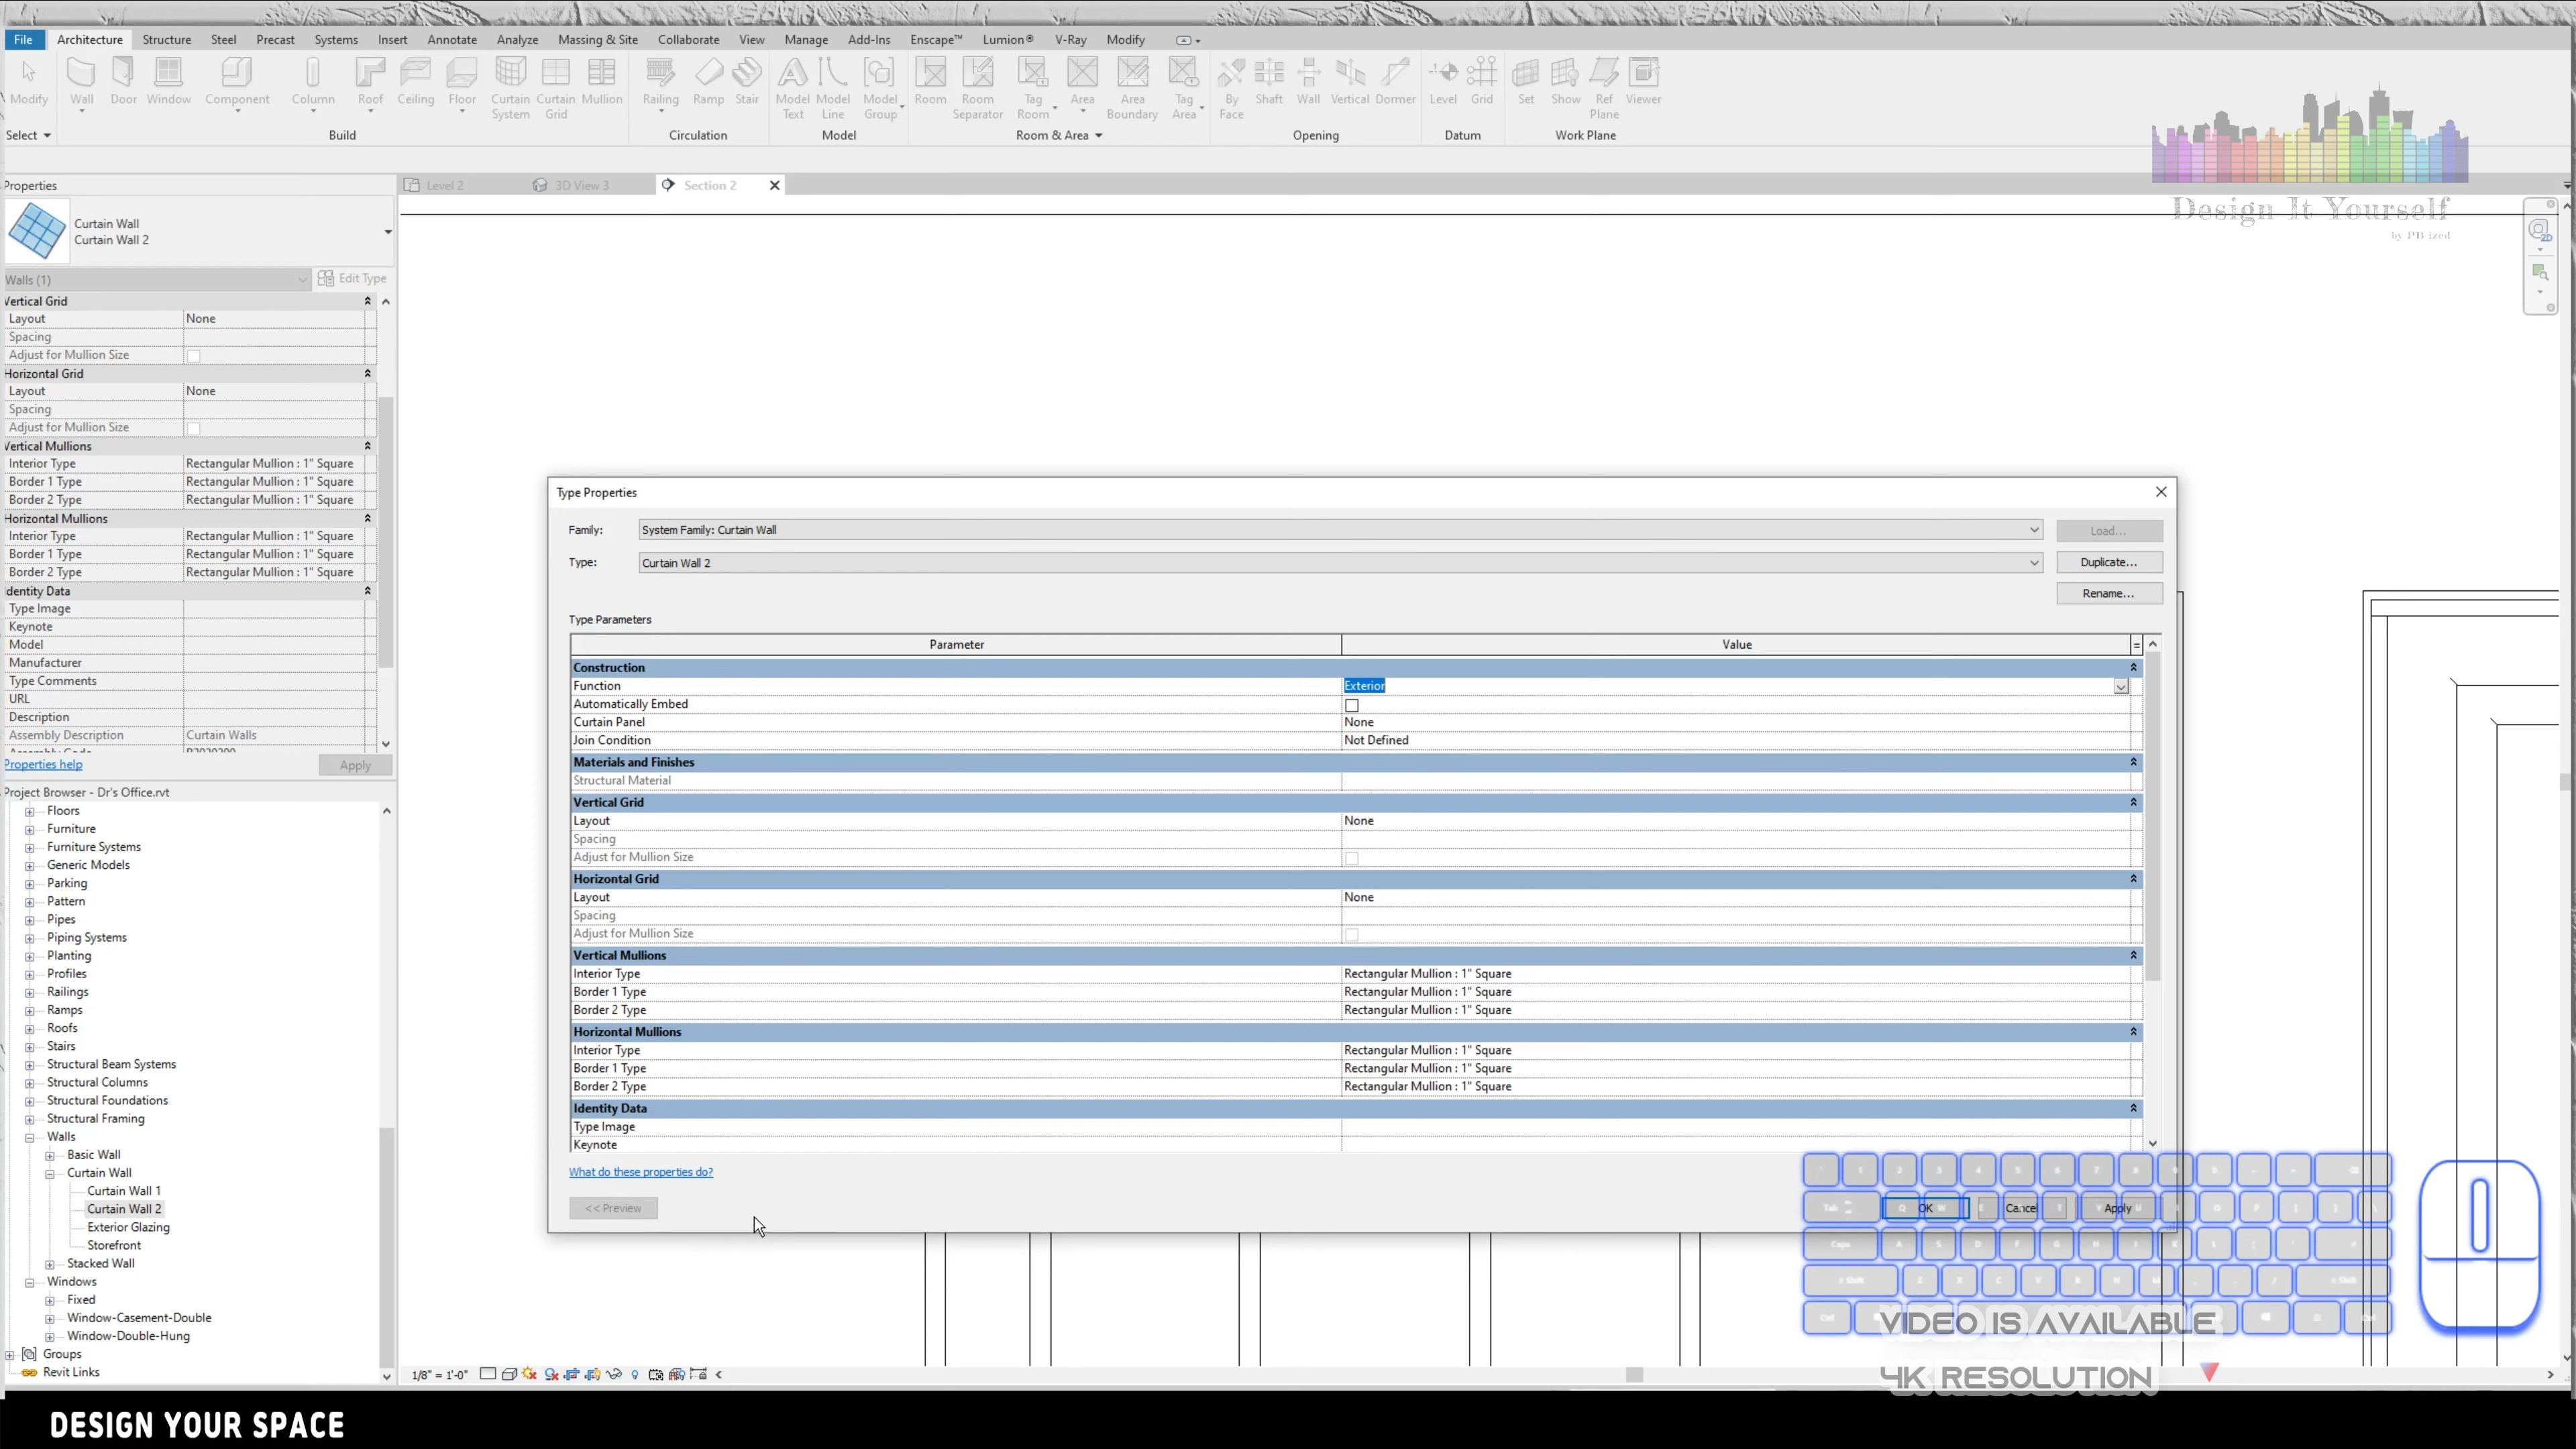 File Architecture Structure Steel Precast Systems Insert Annotate Analyze Massing & Site Collaborate View Manage Add-Ins Enscape™ Lumion® V-Ray Modify
Modify Wall Door Window Component Column Roof Ceiling Floor Curtain System Curtain Grid Mullion Railing Ramp Stair Model Text Model Line Model Group Room Room Separator Tag Room Area Area Boundary Tag Area By Face Shaft Wall Vertical Dormer Level Grid Set Show Ref Plane Viewer
Select Build Circulation Model Room & Area Opening Datum Work Plane
Properties
Level 2 3D View 3 Section 2
Design It Yourself
by PB ized
2D
Curtain Wall
Curtain Wall 2
Walls (1) Edit Type
Vertical Grid
Layout None
Spacing
Adjust for Mullion Size
Horizontal Grid
Layout None
Spacing
Adjust for Mullion Size
Vertical Mullions
Interior Type Rectangular Mullion : 1" Square
Border 1 Type Rectangular Mullion : 1" Square
Border 2 Type Rectangular Mullion : 1" Square
Horizontal Mullions
Interior Type Rectangular Mullion : 1" Square
Border 1 Type Rectangular Mullion : 1" Square
Border 2 Type Rectangular Mullion : 1" Square
Identity Data
Type Image
Keynote
Model
Manufacturer
Type Comments
URL
Description
Assembly Description Curtain Walls
Properties help Apply
Project Browser - Dr's Office.rvt
Floors
Furniture
Furniture Systems
Generic Models
Parking
Pattern
Pipes
Piping Systems
Planting
Profiles
Railings
Ramps
Roofs
Stairs
Structural Beam Systems
Structural Columns
Structural Foundations
Structural Framing
Walls
Basic Wall
Curtain Wall
Curtain Wall 1
Curtain Wall 2
Exterior Glazing
Storefront
Stacked Wall
Windows
Fixed
Window-Casement-Double
Window-Double-Hung
Groups
Revit Links
Type Properties
Family: System Family: Curtain Wall Load...
Type: Curtain Wall 2 Duplicate...
Rename...
Type Parameters
Parameter Value =
Construction
Function Exterior
Automatically Embed
Curtain Panel None
Join Condition Not Defined
Materials and Finishes
Structural Material
Vertical Grid
Layout None
Spacing
Adjust for Mullion Size
Horizontal Grid
Layout None
Spacing
Adjust for Mullion Size
Vertical Mullions
Interior Type Rectangular Mullion : 1" Square
Border 1 Type Rectangular Mullion : 1" Square
Border 2 Type Rectangular Mullion : 1" Square
Horizontal Mullions
Interior Type Rectangular Mullion : 1" Square
Border 1 Type Rectangular Mullion : 1" Square
Border 2 Type Rectangular Mullion : 1" Square
Identity Data
Type Image
Keynote
What do these properties do?
<< Preview OK Cancel Apply
1/8" = 1'-0"
VIDEO IS AVAILABLE
4K RESOLUTION
DESIGN YOUR SPACE